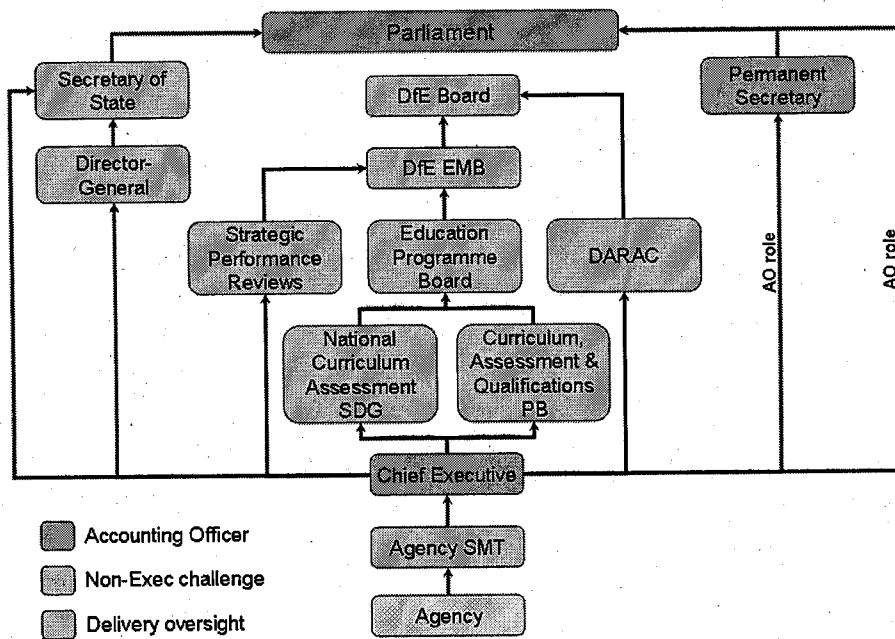 Parliament
Secretary of
State
DfE Board
Permanent
Secretary
Director-
General
DfE EMB
Strategic
Performance
Reviews
Education
Programme
Board
DARAC
AO role
AO role
National
Curriculum
Assessment
SDG
Curriculum,
Assessment &
Qualifications
PB
Chief Executive
Accounting Officer
Agency SMT
Non-Exec challenge
Agency
Delivery oversight